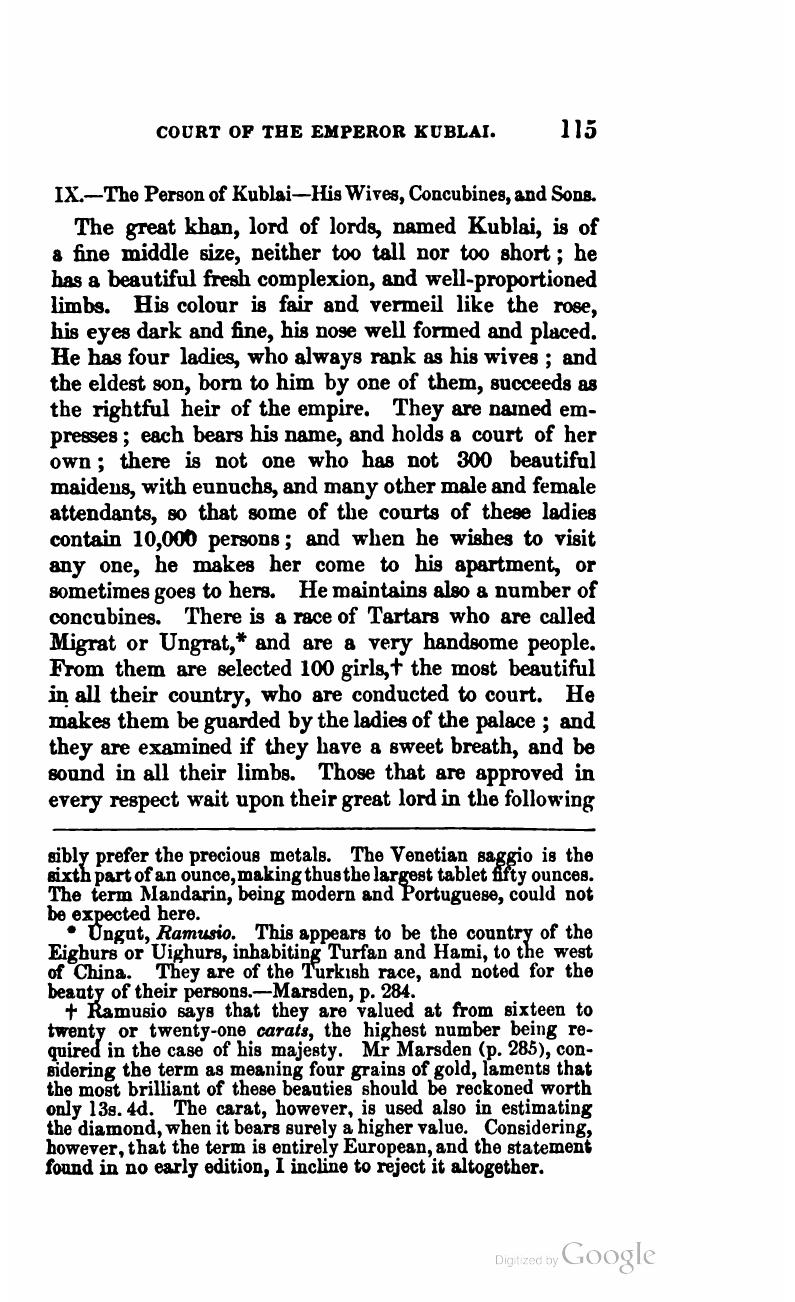 COURT OF THE EMPEROR KUBLAI. 115
IX.—The Person of Kublai—His Wives, Concubines, and Sons.
The great khan, lord of lords, named Kublai, is of
a fine middle size, neither too tall nor too short; he
has a beautiful fresh complexion, and well-proportioned
limbs. His colour is fair and vermeil like the rose,
his eyes dark and fine, his nose well formed and placed.
He has four ladies, who always rank as his wives; and
the eldest son, born to him by one of them, succeeds as
the rightful heir of the empire. They are named em-
presses; each bears his name, and holds a court of her
own; there is not one who has not 300 beautiful
maidens, with eunuchs, and many other male and female
attendants, so that some of the courts of these ladies
contain 10,000 persons; and when he wishes to visit
any one, he makes her come to his apartment, or
sometimes goes to hers. He maintains also a number of
concubines. There is a race of Tartars who are called
Migrat or Ungrat,* and are a very handsome people.
From them are selected 100 girls,† the most beautiful
in all their country, who are conducted to court. He
makes them be guarded by the ladies of the palace; and
they are examined if they have a sweet breath, and be
sound in all their limbs. Those that are approved in
every respect wait upon their great lord in the following
sibly prefer the precious metals. The Venetian saggio is the
sixth part of an ounce, making thus the largest tablet fifty ounces.
The term Mandarin, being modern and Portuguese, could not
be expected here.
* Ungut, Ramusio. This appears to be the country of the
Eighurs or Uighurs, inhabiting Turfan and Hami, to the west
of China. They are of the Turkish race, and noted for the
beauty of their persons.—Marsden, p. 284.
† Ramusio says that they are valued at from sixteen to
twenty or twenty-one carats, the highest number being re-
quired in the case of his majesty. Mr Marsden (p. 285), con-
sidering the term as meaning four grains of gold, laments that
the most brilliant of these beauties should be reckoned worth
only 13s. 4d. The carat, however, is used also in estimating
the diamond, when it bears surely a higher value. Considering,
however, that the term is entirely European, and the statement
found in no early edition, I incline to reject it altogether.
Digitized by Google